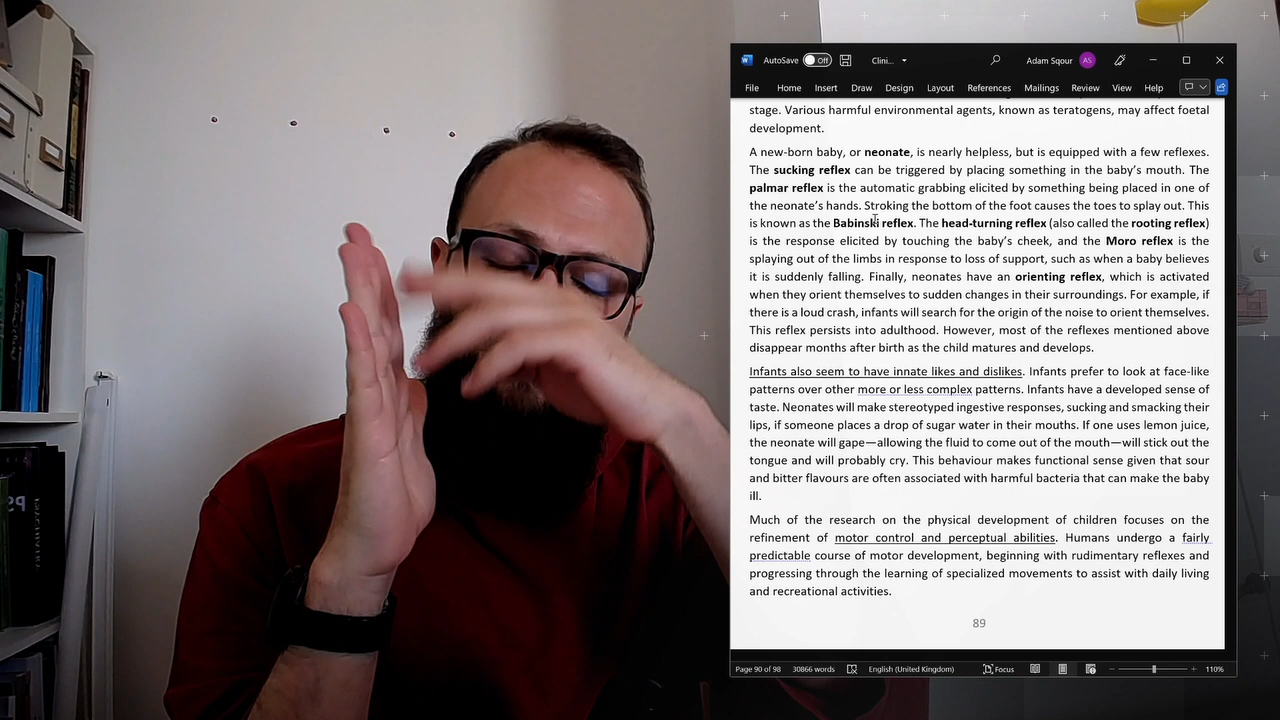 AutoSave Off Clini... Adam Sqour AS
File Home Insert Draw Design Layout References Mailings Review View Help
stage. Various harmful environmental agents, known as teratogens, may affect foetal
development.
A new-born baby, or neonate, is nearly helpless, but is equipped with a few reflexes.
The sucking reflex can be triggered by placing something in the baby's mouth. The
palmar reflex is the automatic grabbing elicited by something being placed in one of
the neonate's hands. Stroking the bottom of the foot causes the toes to splay out. This
is known as the Babinski reflex. The head-turning reflex (also called the rooting reflex)
is the response elicited by touching the baby's cheek, and the Moro reflex is the
splaying out of the limbs in response to loss of support, such as when a baby believes
it is suddenly falling. Finally, neonates have an orienting reflex, which is activated
when they orient themselves to sudden changes in their surroundings. For example, if
there is a loud crash, infants will search for the origin of the noise to orient themselves.
This reflex persists into adulthood. However, most of the reflexes mentioned above
disappear months after birth as the child matures and develops.
Infants also seem to have innate likes and dislikes. Infants prefer to look at face-like
patterns over other more or less complex patterns. Infants have a developed sense of
taste. Neonates will make stereotyped ingestive responses, sucking and smacking their
lips, if someone places a drop of sugar water in their mouths. If one uses lemon juice,
the neonate will gape—allowing the fluid to come out of the mouth—will stick out the
tongue and will probably cry. This behaviour makes functional sense given that sour
and bitter flavours are often associated with harmful bacteria that can make the baby
ill.
Much of the research on the physical development of children focuses on the
refinement of motor control and perceptual abilities. Humans undergo a fairly
predictable course of motor development, beginning with rudimentary reflexes and
progressing through the learning of specialized movements to assist with daily living
and recreational activities.
89
Page 90 of 98 30866 words English (United Kingdom) Focus 110%